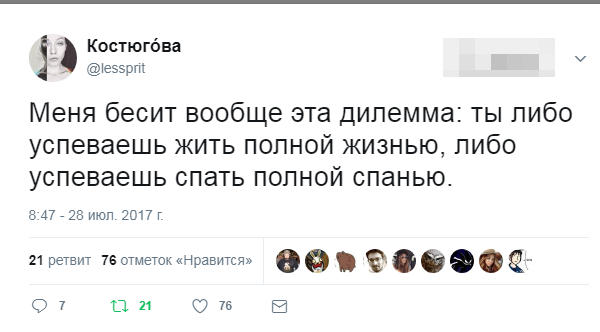 Костюго́ва
@lessprit
Меня бесит вообще эта дилемма: ты либо
успеваешь жить полной жизнью, либо
успеваешь спать полной спанью.
8:47 - 28 июл. 2017 г.
21 ретвит 76 отметок «Нравится»
7 21 76